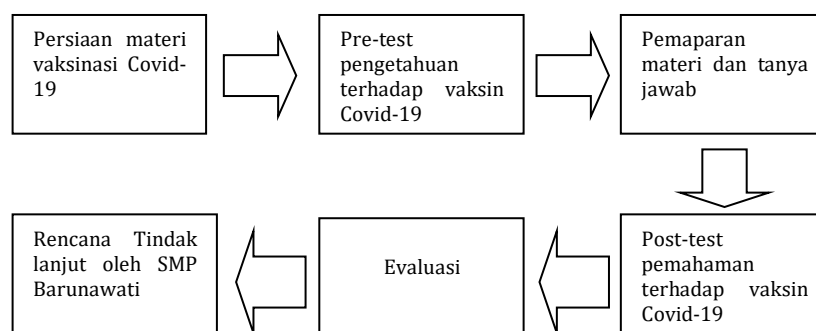 Persiaan materi
vaksinasi Covid-
19
Pre-test
pengetahuan
terhadap vaksin
Covid-19
Pemaparan
materi dan tanya
jawab
Post-test
pemahaman
terhadap vaksin
Covid-19
Evaluasi
Rencana Tindak
lanjut oleh SMP
Barunawati